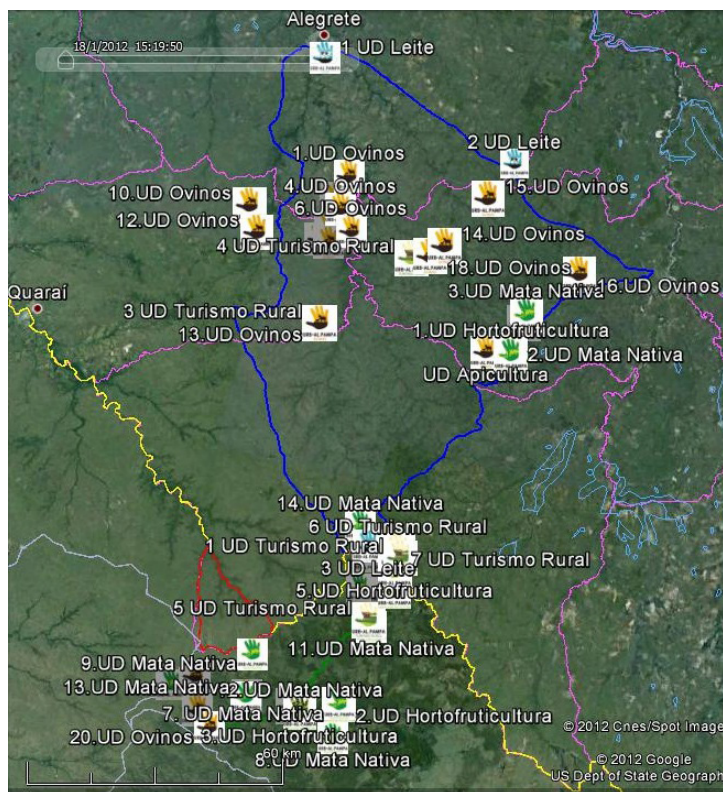 Alegrete
18/1/2012 15:19:50
1 UD Leite
2 UD Leite
1.UD Ovinos
4.UD Ovinos
10.UD Ovinos
15.UD Ovinos
6.UD Ovinos
12.UD Ovinos
14.UD Ovinos
4 UD Turismo Rural
18.UD Ovinos
16.UD Ovinos
Quaraí
3.UD Mata Nativa
3 UD Turismo Rural
13.UD Ovinos
1.UD Hortofruticultura
2.UD Mata Nativa
UD Apicultura
14.UD Mata Nativa
6 UD Turismo Rural
1 UD Turismo Rural
7 UD Turismo Rural
3 UD Leite
5.UD Hortofruticultura
5 UD Turismo Rural
11.UD Mata Nativa
9.UD Mata Nativa
13.UD Mata Nativa
2.UD Mata Nativa
7. UD Mata Nativa
2.UD Hortofruticultura
20.UD Ovinos
3.UD Hortofruticultura
60 km
8.UD Mata Nativa
© 2012 Cnes/Spot Image
© 2012 Google
US Dept of State Geograph